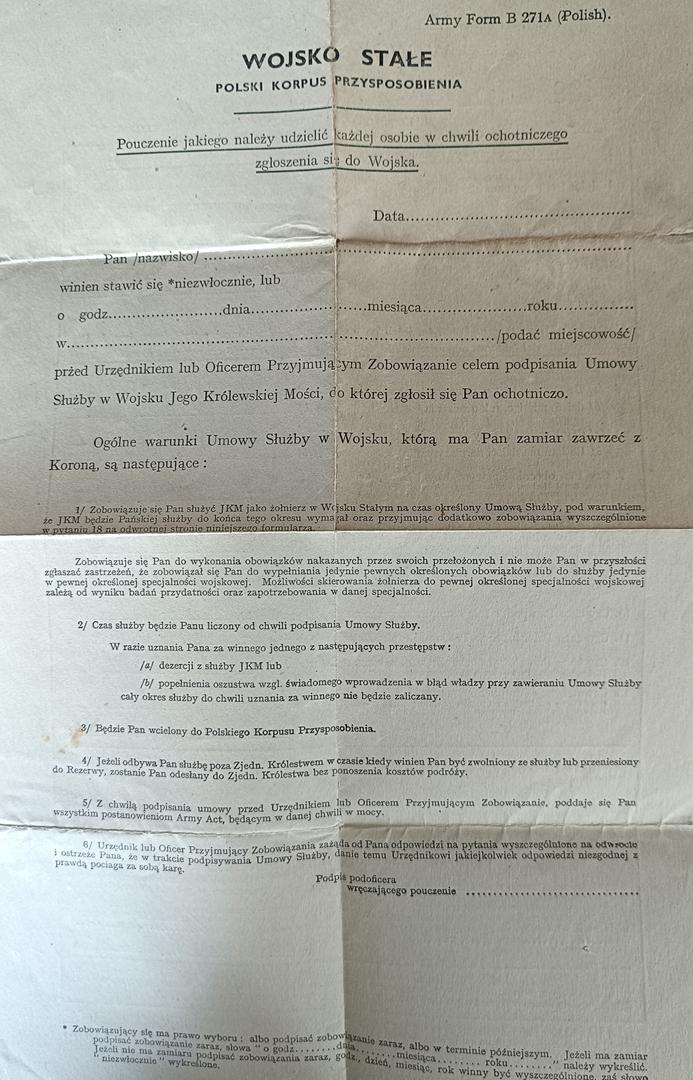 Army Form B 271A (Polish).
WOJSKO STAŁE
POLSKI KORPUS PRZYSPOSOBIENIA
Pouczenie jakiego należy udzielić każdej osobie w chwili ochotniczego
zgłoszenia się do Wojska.
Data........................................
Pan /nazwisko/ ........................................................................
winien stawić się *niezwłocznie, lub
o godz.......................dnia........................miesiąca.....................roku...............
w......................................................................../podać miejscowość/
przed Urzędnikiem lub Oficerem Przyjmującym Zobowiązanie celem podpisania Umowy
Służby w Wojsku Jego Królewskiej Mości, do której zgłosił się Pan ochotniczo.
Ogólne warunki Umowy Służby w Wojsku, którą ma Pan zamiar zawrzeć z
Koroną, są następujące :
1/ Zobowiązuje się Pan służyć JKM jako żołnierz w Wojsku Stałym na czas określony Umową Służby, pod warunkiem,
że JKM będzie Pańskiej służby do końca tego okresu wymagał oraz przyjmując dodatkowo zobowiązania wyszczególnione
w pytaniu 18 na odwrotnej stronie niniejszego formularza.
Zobowiązuje się Pan do wykonania obowiązków nakazanych przez swoich przełożonych i nie może Pan w przyszłości
zgłaszać zastrzeżeń, że zobowiązał się Pan do wypełniania jedynie pewnych określonych obowiązków lub do służby jedynie
w pewnej określonej specjalności wojskowej. Możliwości skierowania żołnierza do pewnej określonej specjalności wojskowej
zależą od wyniku badań przydatności oraz zapotrzebowania w danej specjalności.
2/ Czas służby będzie Panu liczony od chwili podpisania Umowy Służby.
W razie uznania Pana za winnego jednego z następujących przestępstw :
/a/ dezercji z służby JKM lub
/b/ popełnienia oszustwa wzgl. świadomego wprowadzenia w błąd władzy przy zawieraniu Umowy Służby
cały okres służby do chwili uznania za winnego nie będzie zaliczany.
3/ Będzie Pan wcielony do Polskiego Korpusu Przysposobienia.
4/ Jeżeli odbywa Pan służbę poza Zjedn. Królestwem w czasie kiedy winien Pan być zwolniony ze służby lub przeniesiony
do Rezerwy, zostanie Pan odesłany do Zjedn. Królestwa bez ponoszenia kosztów podróży.
5/ Z chwilą podpisania umowy przed Urzędnikiem lub Oficerem Przyjmującym Zobowiązanie, poddaje się Pan
wszystkim postanowieniom Army Act, będącym w danej chwili w mocy.
6/ Urzędnik lub Oficer Przyjmujący Zobowiązania zażąda od Pana odpowiedzi na pytania wyszczególnione na odwrocie
i ostrzeże Pana, że w trakcie podpisywania Umowy Służby, danie temu Urzędnikowi jakiejkolwiek odpowiedzi niezgodnej z
prawdą pociąga za sobą karę.
Podpis podoficera
wręczającego pouczenie ................................
* Zobowiązujący się ma prawo wyboru : albo podpisać zobowiązanie zaraz, albo w terminie późniejszym. Jeżeli ma zamiar
podpisać zobowiązanie zaraz, słowa " o godz.........dnia.........miesiąca......... roku........." należy wykreślić.
Jeżeli nie ma zamiaru podpisać zobowiązania zaraz, godz., dzień, miesiąc, rok winny być wyszczególnione, zaś słowo
" niezwłocznie " wykreślone.